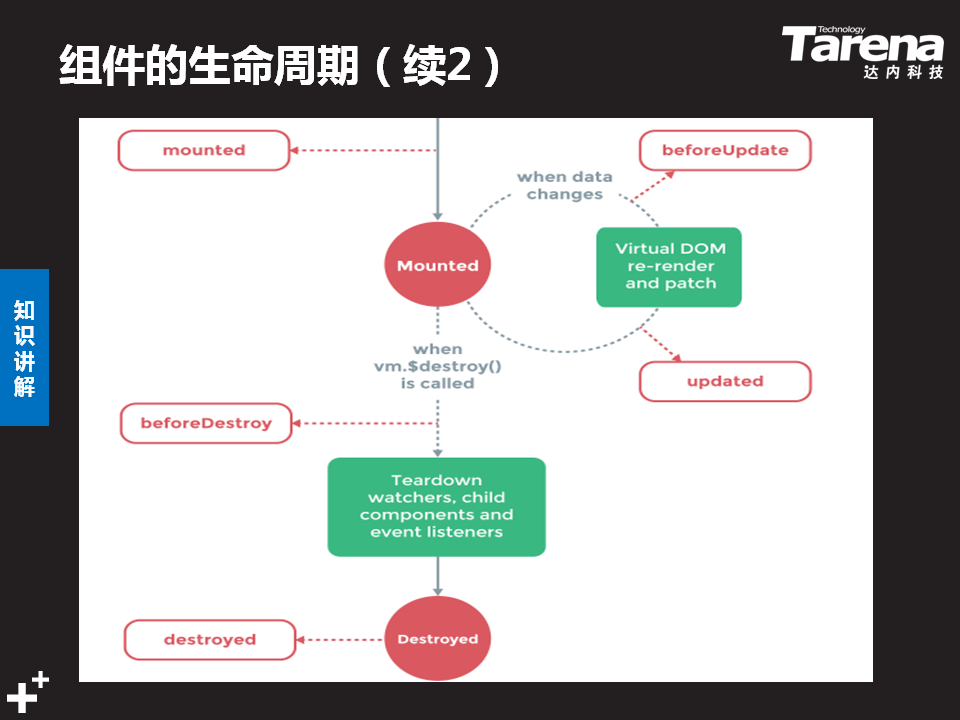 组件的生命周期（续2）
Technology
Tarena
达内科技
知
识
讲
解
mounted
beforeUpdate
when data
changes
Mounted
Virtual DOM
re-render
and patch
when
vm.$destroy()
is called
updated
beforeDestroy
Teardown
watchers, child
components and
event listeners
destroyed
Destroyed